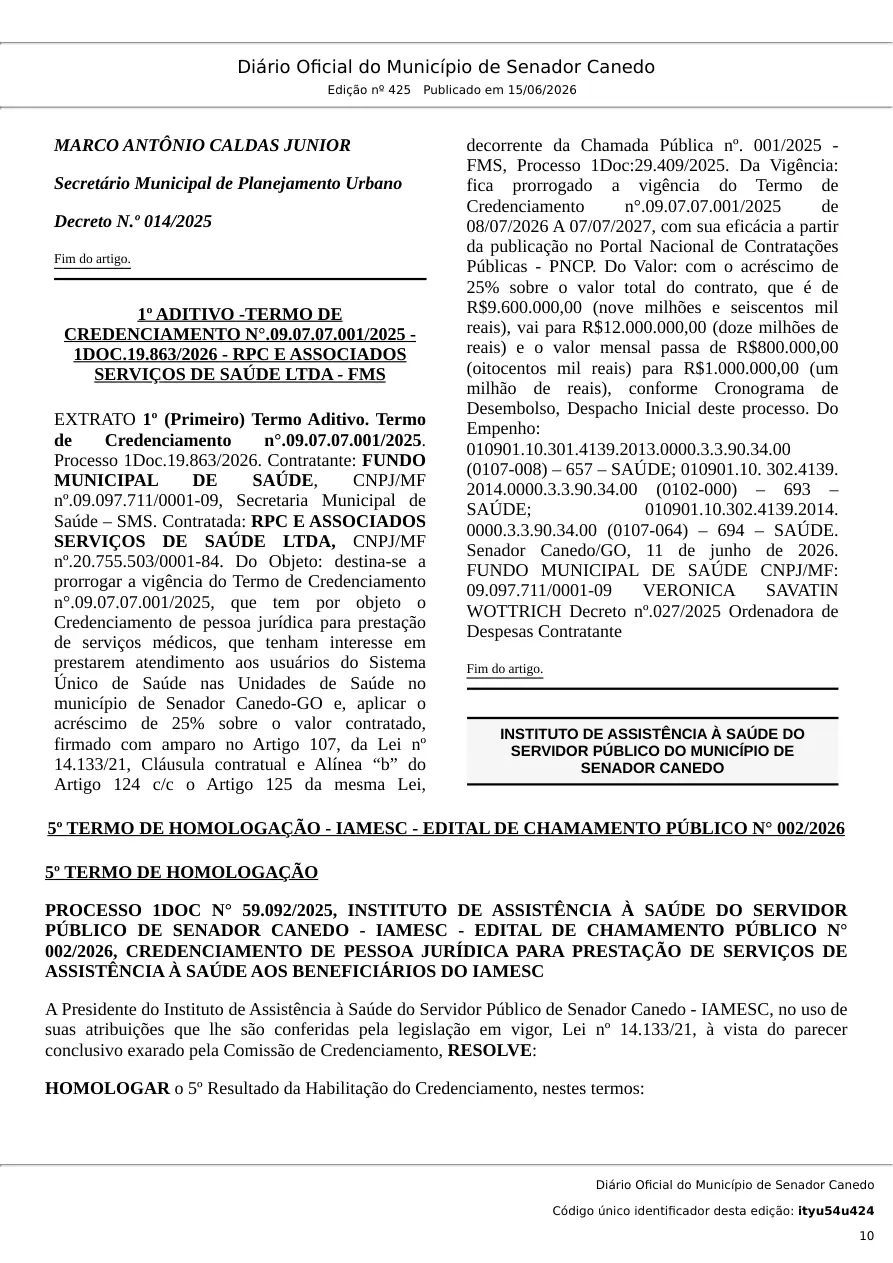 Diário Oficial do Município de Senador Canedo
Edição nº 425 Publicado em 15/06/2026
MARCO ANTÔNIO CALDAS JUNIOR
Secretário Municipal de Planejamento Urbano
Decreto N.º 014/2025
Fim do artigo.
1º ADITIVO -TERMO DE
CREDENCIAMENTO N°.09.07.07.001/2025 -
1DOC.19.863/2026 - RPC E ASSOCIADOS
SERVIÇOS DE SAÚDE LTDA - FMS
EXTRATO 1º (Primeiro) Termo Aditivo. Termo
de Credenciamento n°.09.07.07.001/2025.
Processo 1Doc.19.863/2026. Contratante: FUNDO
MUNICIPAL DE SAÚDE, CNPJ/MF
nº.09.097.711/0001-09, Secretaria Municipal de
Saúde – SMS. Contratada: RPC E ASSOCIADOS
SERVIÇOS DE SAÚDE LTDA, CNPJ/MF
nº.20.755.503/0001-84. Do Objeto: destina-se a
prorrogar a vigência do Termo de Credenciamento
n°.09.07.07.001/2025, que tem por objeto o
Credenciamento de pessoa jurídica para prestação
de serviços médicos, que tenham interesse em
prestarem atendimento aos usuários do Sistema
Único de Saúde nas Unidades de Saúde no
município de Senador Canedo-GO e, aplicar o
acréscimo de 25% sobre o valor contratado,
firmado com amparo no Artigo 107, da Lei nº
14.133/21, Cláusula contratual e Alínea “b” do
Artigo 124 c/c o Artigo 125 da mesma Lei,
decorrente da Chamada Pública nº. 001/2025 -
FMS, Processo 1Doc:29.409/2025. Da Vigência:
fica prorrogado a vigência do Termo de
Credenciamento n°.09.07.07.001/2025 de
08/07/2026 A 07/07/2027, com sua eficácia a partir
da publicação no Portal Nacional de Contratações
Públicas - PNCP. Do Valor: com o acréscimo de
25% sobre o valor total do contrato, que é de
R$9.600.000,00 (nove milhões e seiscentos mil
reais), vai para R$12.000.000,00 (doze milhões de
reais) e o valor mensal passa de R$800.000,00
(oitocentos mil reais) para R$1.000.000,00 (um
milhão de reais), conforme Cronograma de
Desembolso, Despacho Inicial deste processo. Do
Empenho:
010901.10.301.4139.2013.0000.3.3.90.34.00
(0107-008) – 657 – SAÚDE; 010901.10. 302.4139.
2014.0000.3.3.90.34.00 (0102-000) – 693 –
SAÚDE; 010901.10.302.4139.2014.
0000.3.3.90.34.00 (0107-064) – 694 – SAÚDE.
Senador Canedo/GO, 11 de junho de 2026.
FUNDO MUNICIPAL DE SAÚDE CNPJ/MF:
09.097.711/0001-09 VERONICA SAVATIN
WOTTRICH Decreto nº.027/2025 Ordenadora de
Despesas Contratante
Fim do artigo.
INSTITUTO DE ASSISTÊNCIA À SAÚDE DO
SERVIDOR PÚBLICO DO MUNICÍPIO DE
SENADOR CANEDO
5º TERMO DE HOMOLOGAÇÃO - IAMESC - EDITAL DE CHAMAMENTO PÚBLICO N° 002/2026
5º TERMO DE HOMOLOGAÇÃO
PROCESSO 1DOC N° 59.092/2025, INSTITUTO DE ASSISTÊNCIA À SAÚDE DO SERVIDOR
PÚBLICO DE SENADOR CANEDO - IAMESC - EDITAL DE CHAMAMENTO PÚBLICO N°
002/2026, CREDENCIAMENTO DE PESSOA JURÍDICA PARA PRESTAÇÃO DE SERVIÇOS DE
ASSISTÊNCIA À SAÚDE AOS BENEFICIÁRIOS DO IAMESC
A Presidente do Instituto de Assistência à Saúde do Servidor Público de Senador Canedo - IAMESC, no uso de
suas atribuições que lhe são conferidas pela legislação em vigor, Lei nº 14.133/21, à vista do parecer
conclusivo exarado pela Comissão de Credenciamento, RESOLVE:
HOMOLOGAR o 5º Resultado da Habilitação do Credenciamento, nestes termos:
Diário Oficial do Município de Senador Canedo
Código único identificador desta edição: ityu54u424
10